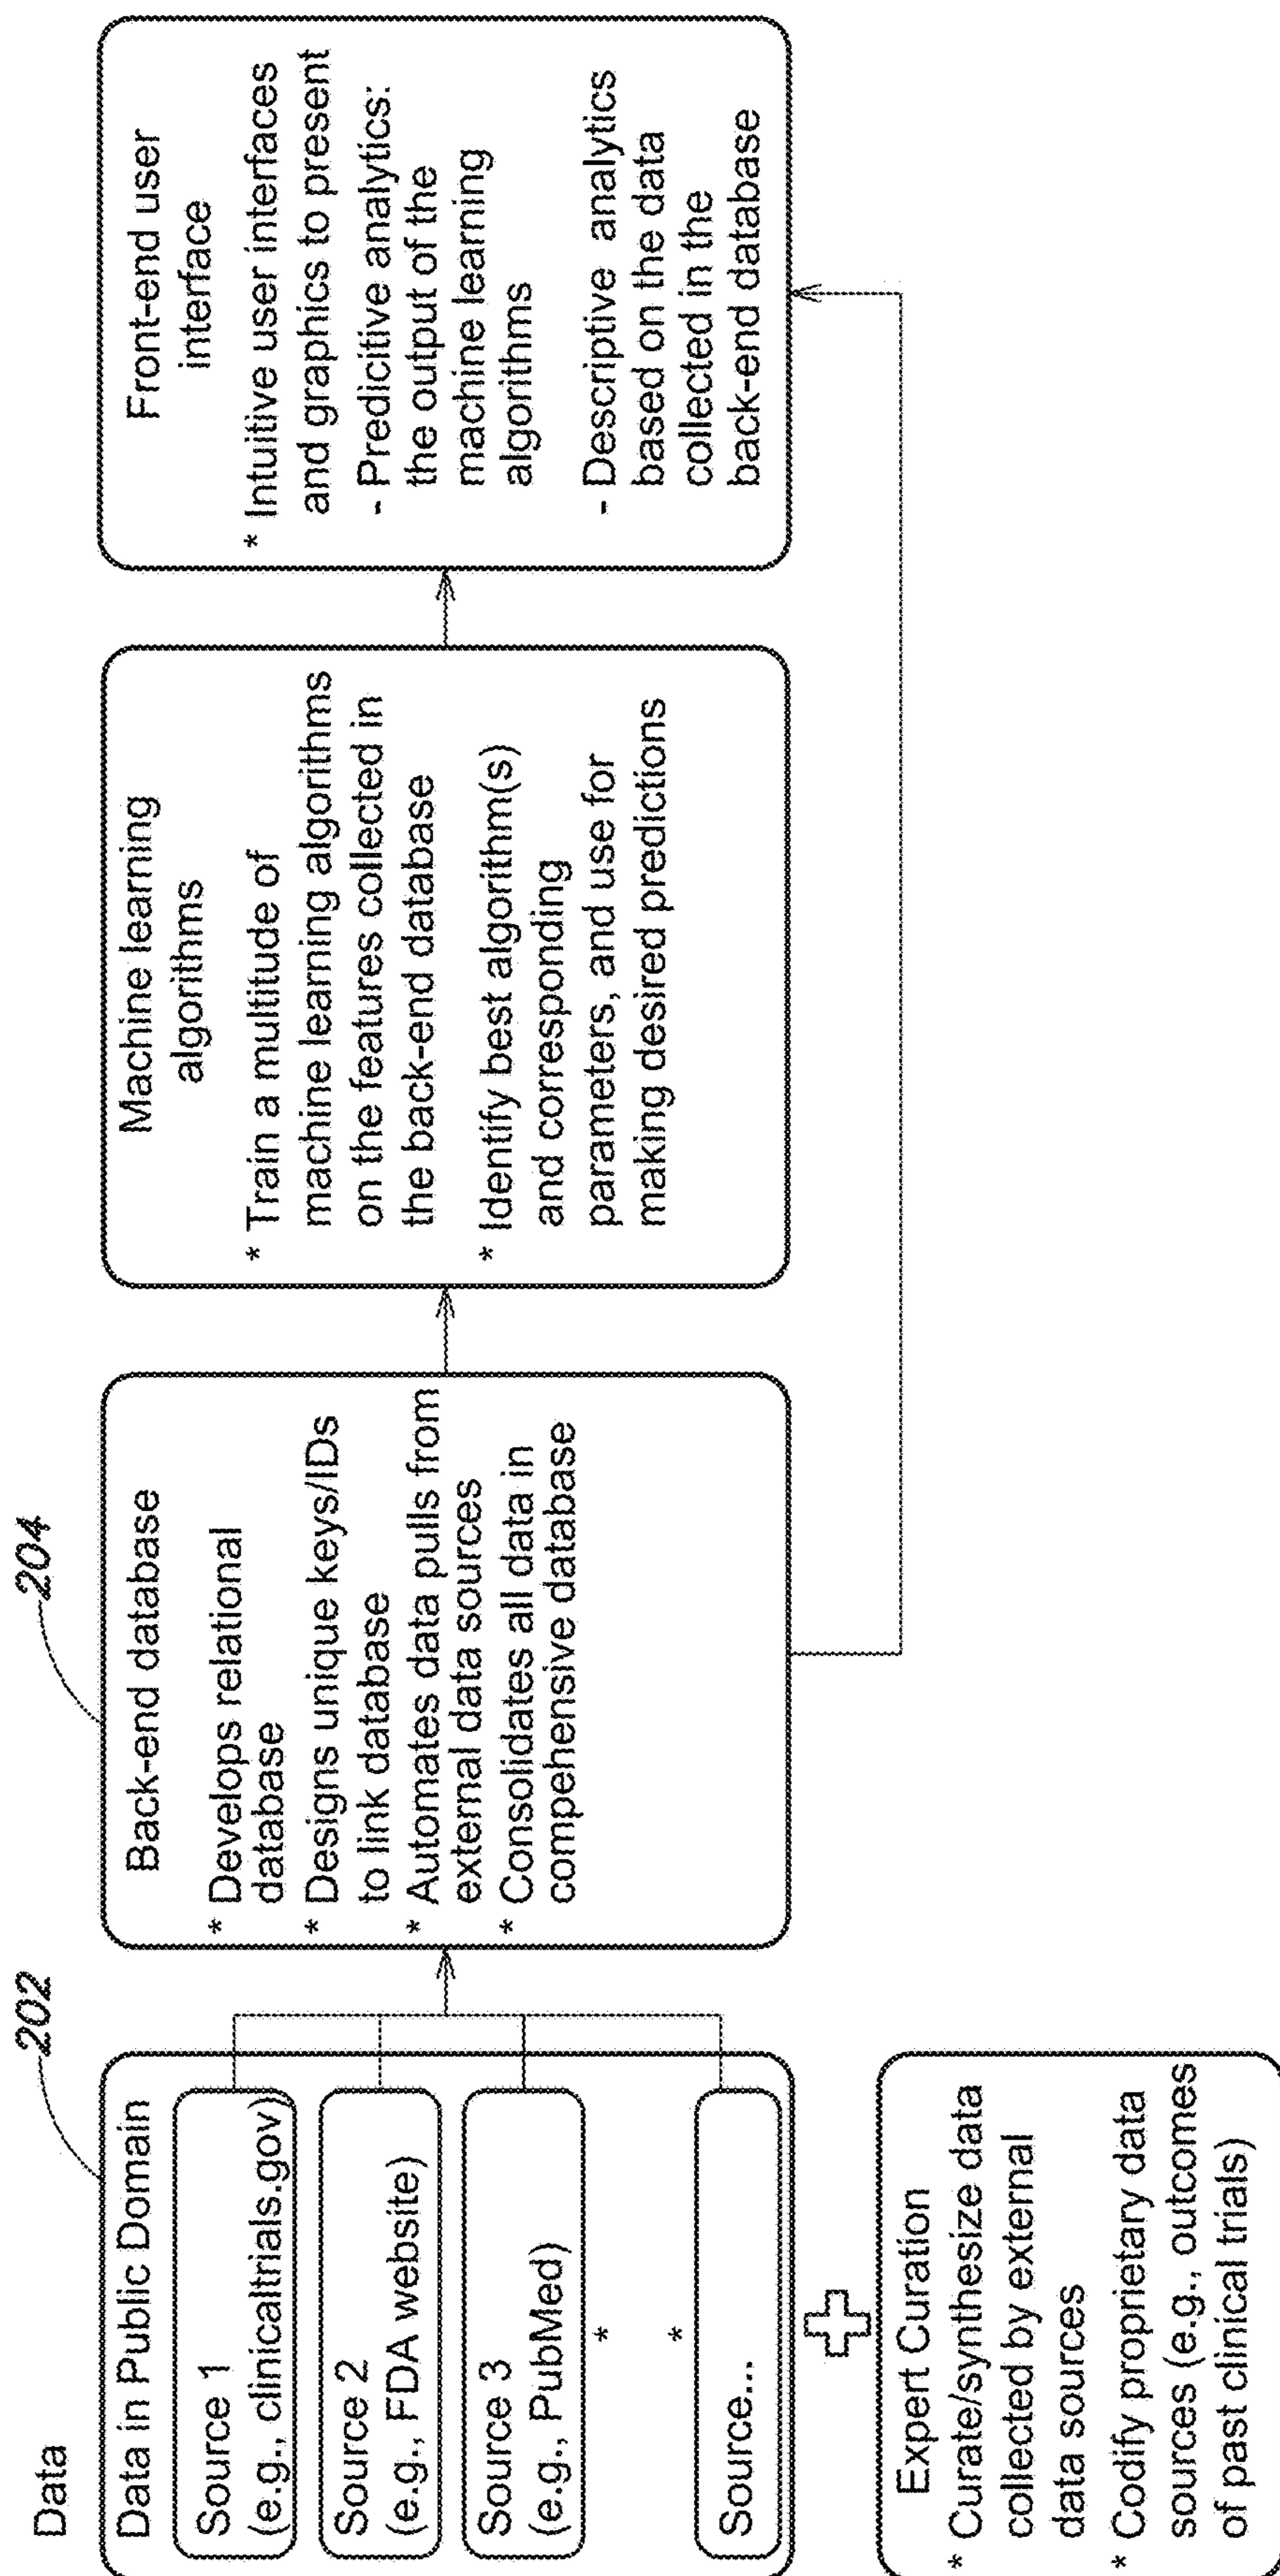 Data
202
Data in Public Domain
Source 1
(e.g., clinicaltrials.gov)
Source 2
(e.g., FDA website)
Source 3
(e.g., PubMed)
*
*
Source...
Expert Curation
* Curate/synthesize data
collected by external
data sources
* Codify proprietary data
sources (e.g., outcomes
of past clinical trials)
204
Back-end database
* Develops relational
database
* Designs unique keys/IDs
to link database
* Automates data pulls from
external data sources
* Consolidates all data in
compehensive database
Machine learning
algorithms
* Train a multitude of
machine learning algorithms
on the features collected in
the back-end database
* Identify best algorithm(s)
and corresponding
parameters, and use for
making desired predictions
Front-end user
interface
* Intuitive user interfaces
and graphics to present
- Predicitive analytics:
the output of the
machine learning
algorithms
- Descriptive analytics
based on the data
collected in the
back-end database